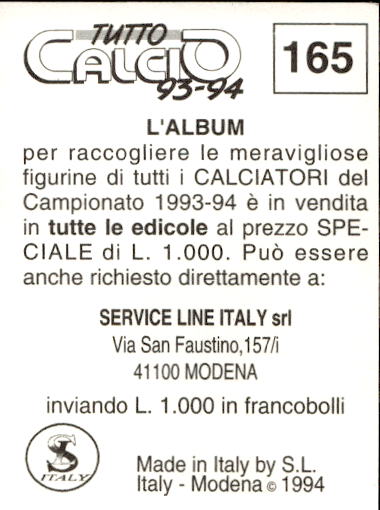 TUTTO
CALCIO
93-94
165
L'ALBUM
per raccogliere le meravigliose
figurine di tutti i CALCIATORI del
Campionato 1993-94 è in vendita
in tutte le edicole al prezzo SPE-
CIALE di L. 1.000. Può essere
anche richiesto direttamente a:
SERVICE LINE ITALY srl
Via San Faustino,157/i
41100 MODENA
inviando L. 1.000 in francobolli
SL
ITALY
Made in Italy by S.L.
Italy - Modena © 1994